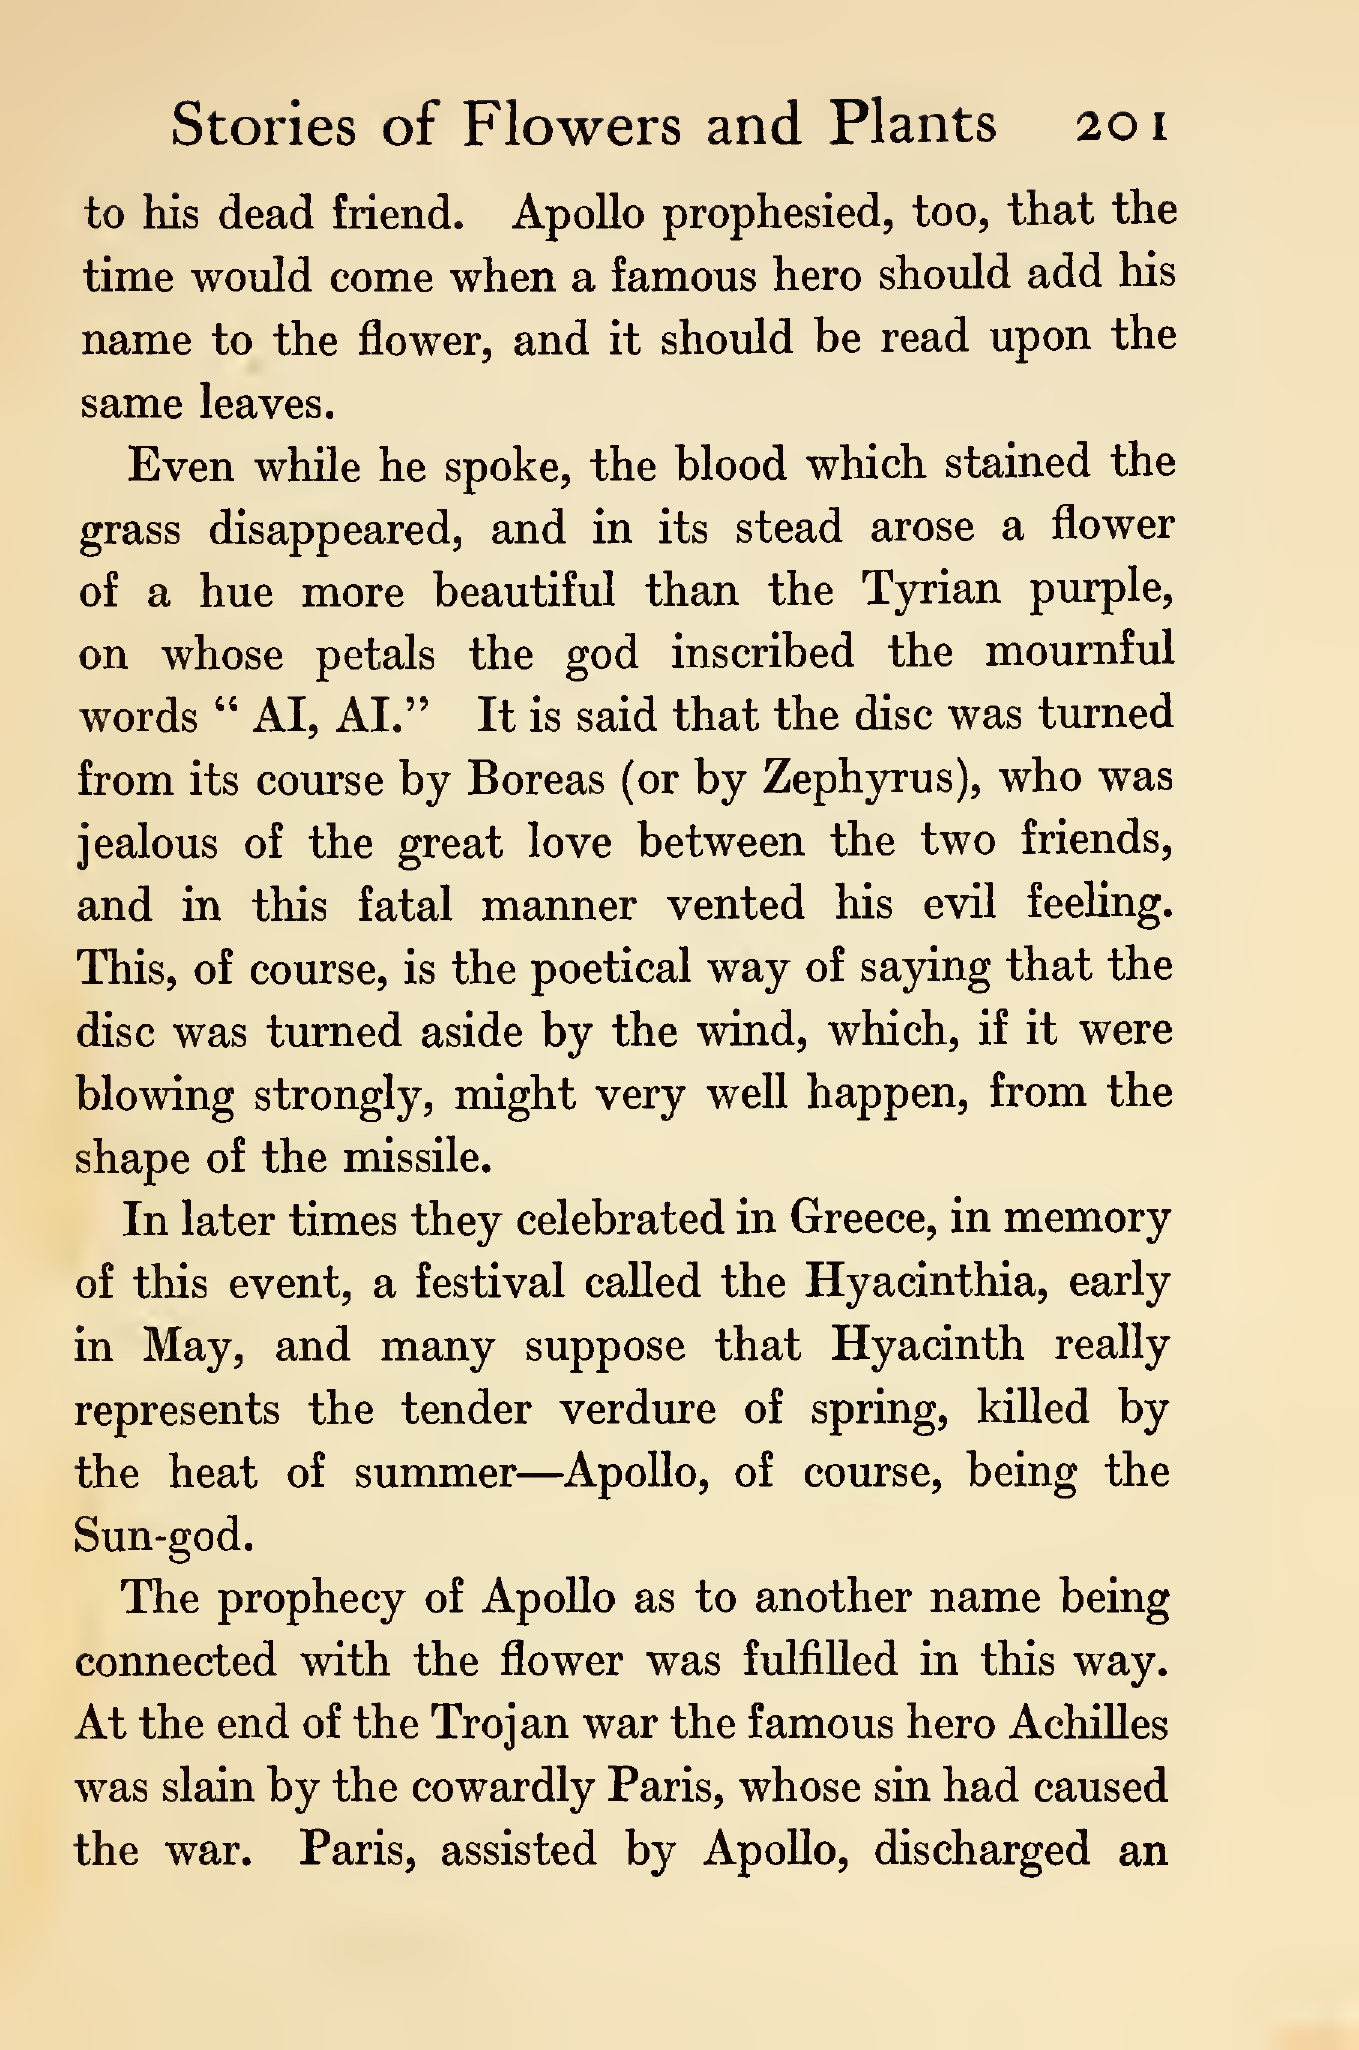 Stories of Flowers and Plants 201
to his dead friend. Apollo prophesied, too, that the
time would come when a famous hero should add his
name to the flower, and it should be read upon the
same leaves.
Even while he spoke, the blood which stained the
grass disappeared, and in its stead arose a flower
of a hue more beautiful than the Tyrian purple,
on whose petals the god inscribed the mournful
words “ AI, AI.” It is said that the disc was turned
from its course by Boreas (or by Zephyrus), who was
jealous of the great love between the two friends,
and in this fatal manner vented his evil feeling.
This, of course, is the poetical way of saying that the
disc was turned aside by the wind, which, if it were
blowing strongly, might very well happen, from the
shape of the missile.
In later times they celebrated in Greece, in memory
of this event, a festival called the Hyacinthia, early
in May, and many suppose that Hyacinth really
represents the tender verdure of spring, killed by
the heat of summer—Apollo, of course, being the
Sun-god.
The prophecy of Apollo as to another name being
connected with the flower was fulfilled in this way.
At the end of the Trojan war the famous hero Achilles
was slain by the cowardly Paris, whose sin had caused
the war. Paris, assisted by Apollo, discharged an